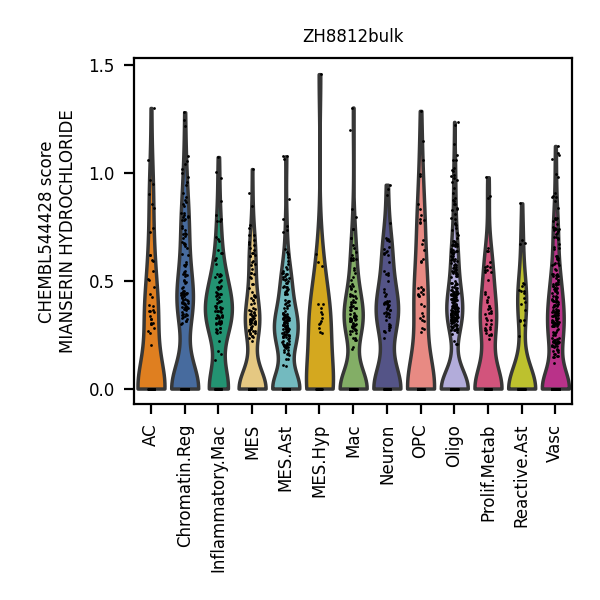 ZH8812bulk
CHEMBL544428 score
MIANSERIN HYDROCHLORIDE
1.5
1.0
0.5
0.0
AC
Chromatin.Reg
Inflammatory.Mac
MES
MES.Ast
MES.Hyp
Mac
Neuron
OPC
Oligo
Prolif.Metab
Reactive.Ast
Vasc